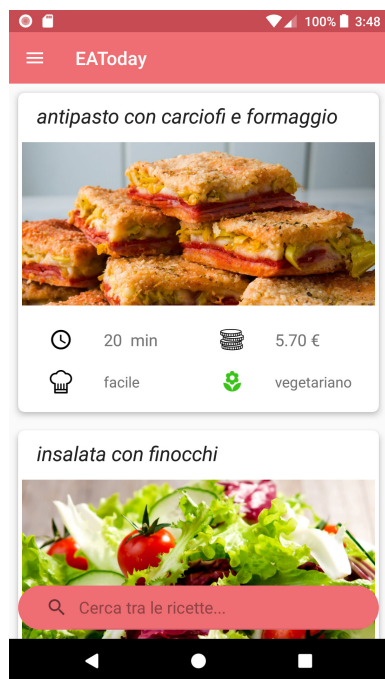 100% 3:48
EAToday
antipasto con carciofi e formaggio
20 min 5.70 €
facile vegetariano
insalata con finocchi
Cerca tra le ricette...